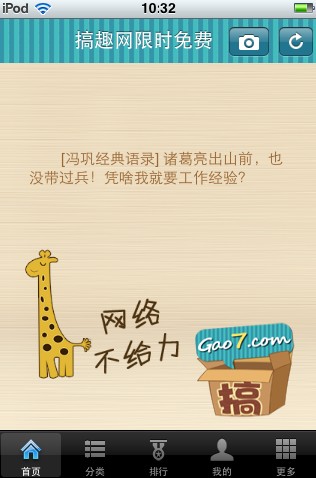 iPod 10:32
搞趣网限时免费
[冯巩经典语录] 诸葛亮出山前，也
没带过兵！凭啥我就要工作经验？
网络
不给力
Gao7.com
搞
首页 分类 排行 我的 更多